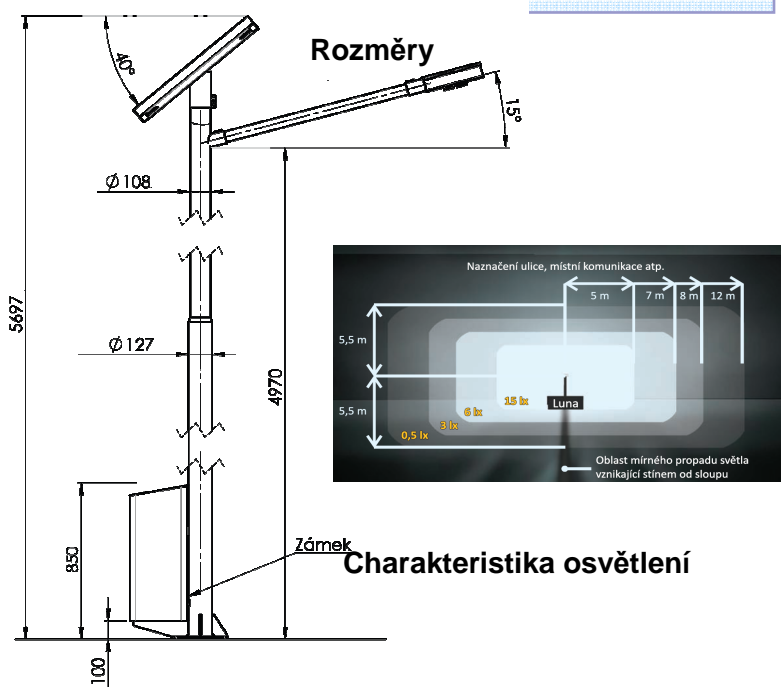 Rozměry
40°
15°
Ø 108
5697
Ø 127
4970
850
100
Zámek
Naznačení ulice, místní komunikace atp.
5 m
7 m
8 m
12 m
5,5 m
5,5 m
15 lx
6 lx
3 lx
0,5 lx
Luna
Oblast mírného propadu světla
vznikající stínem od sloupu
Charakteristika osvětlení